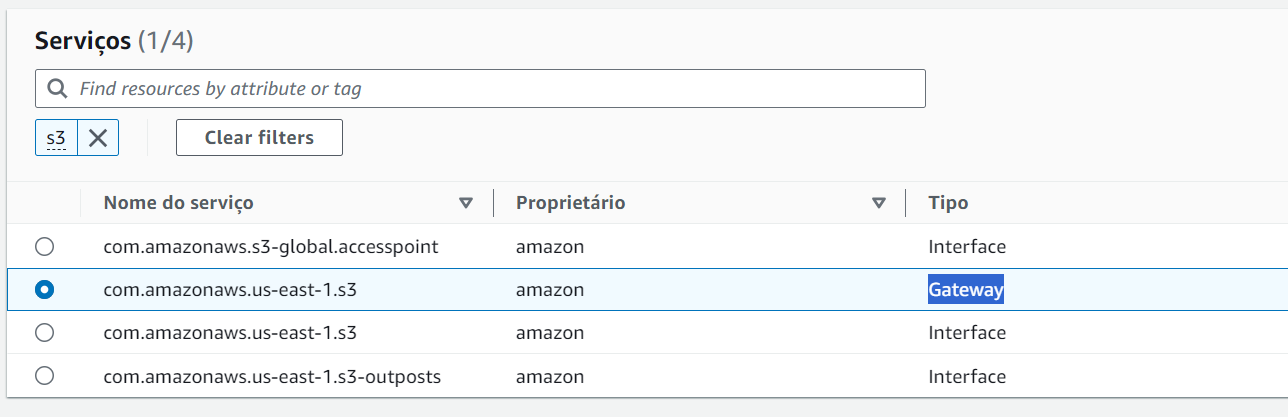 Serviços (1/4)
Find resources by attribute or tag
s3
Clear filters
Nome do serviço Proprietário Tipo
com.amazonaws.s3-global.accesspoint amazon Interface
com.amazonaws.us-east-1.s3 amazon Gateway
com.amazonaws.us-east-1.s3 amazon Interface
com.amazonaws.us-east-1.s3-outposts amazon Interface